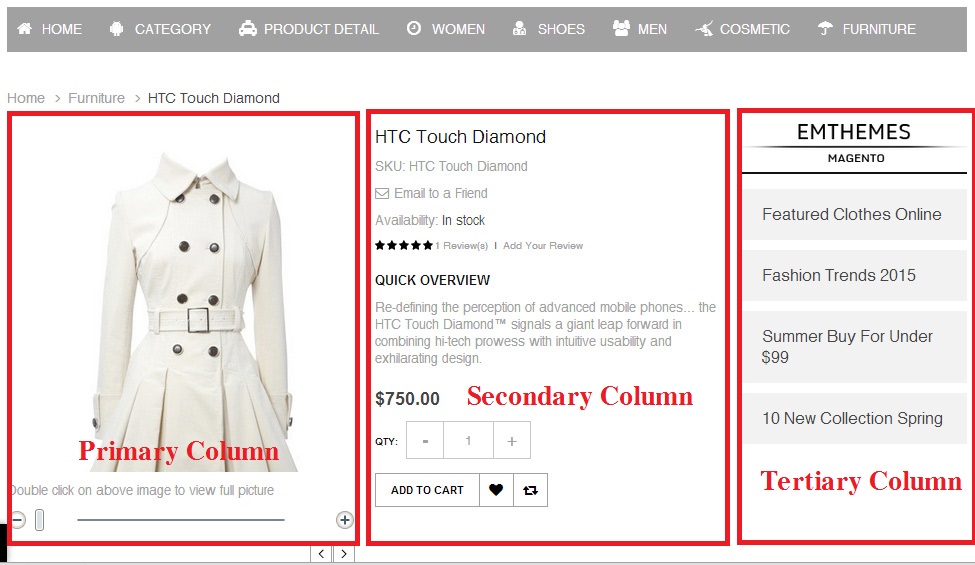 HOME CATEGORY PRODUCT DETAIL WOMEN SHOES MEN COSMETIC FURNITURE
Home > Furniture > HTC Touch Diamond
Primary Column
Double click on above image to view full picture
HTC Touch Diamond
SKU: HTC Touch Diamond
Email to a Friend
Availability: In stock
1 Review(s) | Add Your Review
QUICK OVERVIEW
Re-defining the perception of advanced mobile phones... the
HTC Touch Diamond™ signals a giant leap forward in
combining hi-tech prowess with intuitive usability and
exhilarating design.
$750.00
Secondary Column
QTY: - 1 +
ADD TO CART
EMTHEMES
MAGENTO
Featured Clothes Online
Fashion Trends 2015
Summer Buy For Under
$99
10 New Collection Spring
Tertiary Column